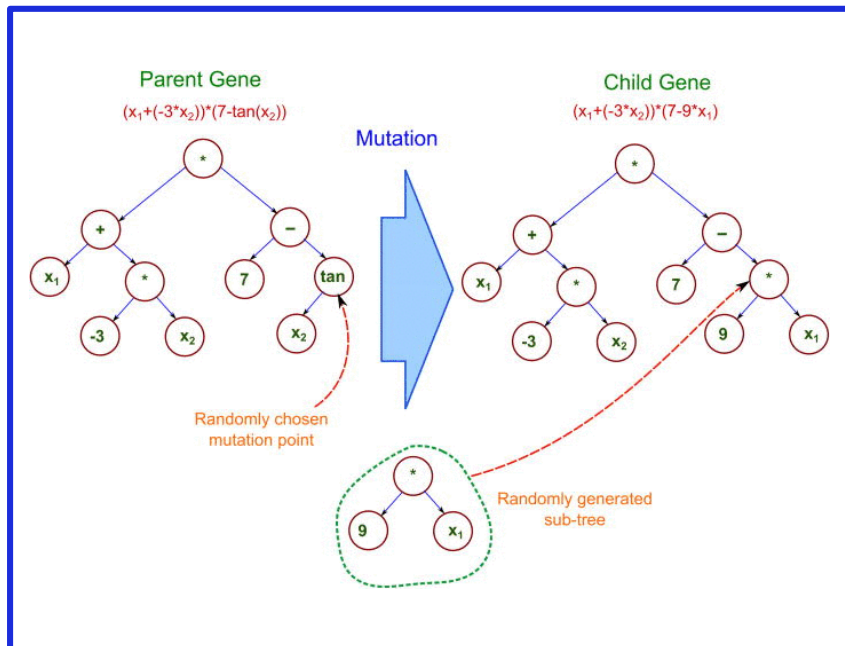 Parent Gene
(x₁+(-3*x₂))*(7-tan(x₂))
*
+
–
x₁
*
7
tan
-3
x₂
x₂
Randomly chosen
mutation point
Mutation
Child Gene
(x₁+(-3*x₂))*(7-9*x₁)
*
+
–
x₁
*
7
*
-3
x₂
9
x₁
*
9
x₁
Randomly generated
sub-tree